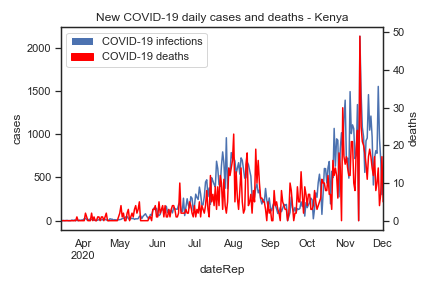 New COVID-19 daily cases and deaths - Kenya
COVID-19 infections
COVID-19 deaths
2000
1500
1000
500
0
cases
50
40
30
20
10
0
deaths
Apr May Jun Jul Aug Sep Oct Nov Dec
2020
dateRep